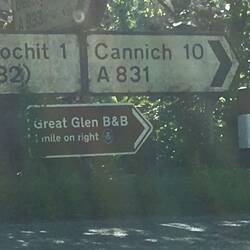 ochit 1
Cannich 10
A 831
Great Glen B&B
mile on right